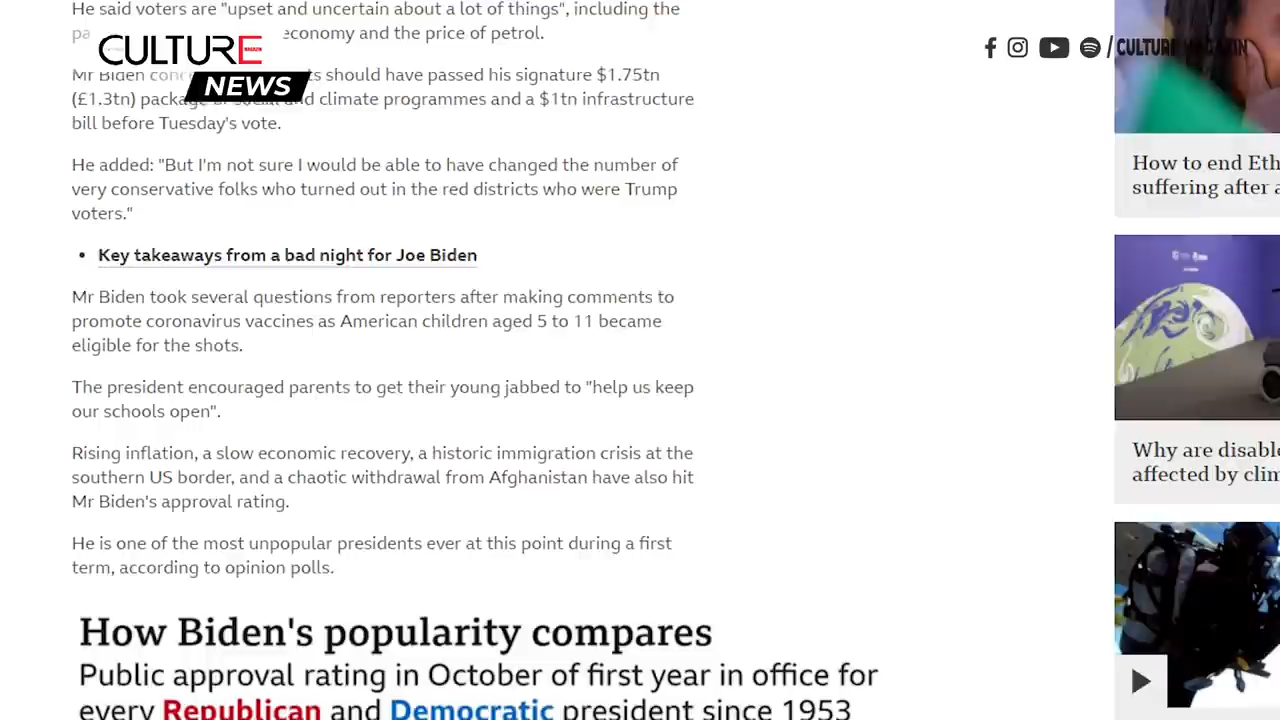 He said voters are "upset and uncertain about a lot of things", including the
economy and the price of petrol.
CULTURE
NEWS
CULTURE
Mr Biden should have passed his signature $1.75tn
(£1.3tn) package of social and climate programmes and a $1tn infrastructure
bill before Tuesday's vote.
He added: "But I'm not sure I would be able to have changed the number of
very conservative folks who turned out in the red districts who were Trump
voters."
• Key takeaways from a bad night for Joe Biden
Mr Biden took several questions from reporters after making comments to
promote coronavirus vaccines as American children aged 5 to 11 became
eligible for the shots.
The president encouraged parents to get their young jabbed to "help us keep
our schools open".
Rising inflation, a slow economic recovery, a historic immigration crisis at the
southern US border, and a chaotic withdrawal from Afghanistan have also hit
Mr Biden's approval rating.
He is one of the most unpopular presidents ever at this point during a first
term, according to opinion polls.
How Biden's popularity compares
Public approval rating in October of first year in office for
every Republican and Democratic president since 1953
How to end Eth
suffering after a
Why are disable
affected by clim